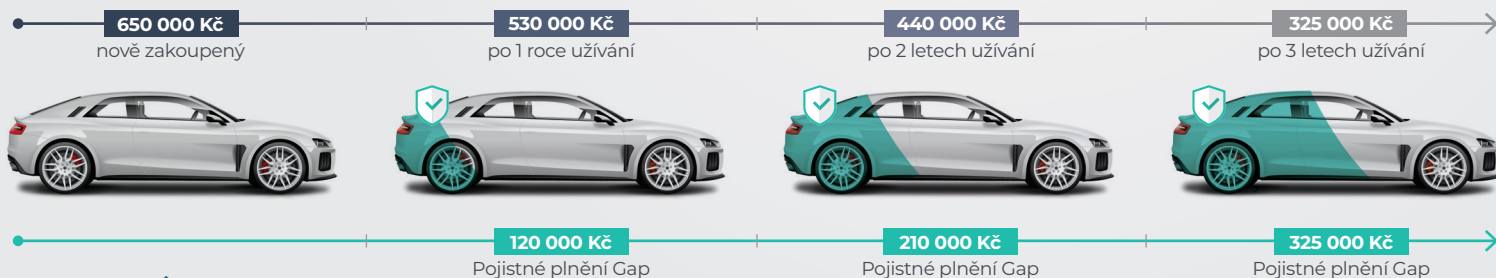 650 000 Kč
530 000 Kč
440 000 Kč
325 000 Kč
nově zakoupený
po 1 roce užívání
po 2 letech užívání
po 3 letech užívání
120 000 Kč
210 000 Kč
325 000 Kč
Pojistné plnění Gap
Pojistné plnění Gap
Pojistné plnění Gap